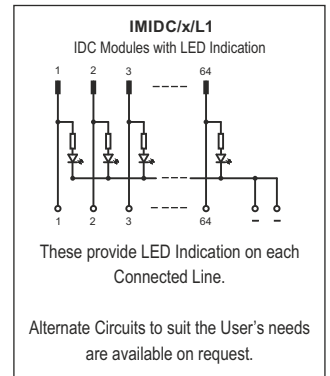 IMIDC/x/L1
IDC Modules with LED Indication
1 2 3 64
1 2 3 64 – –
These provide LED Indication on each
Connected Line.
Alternate Circuits to suit the User's needs
are available on request.